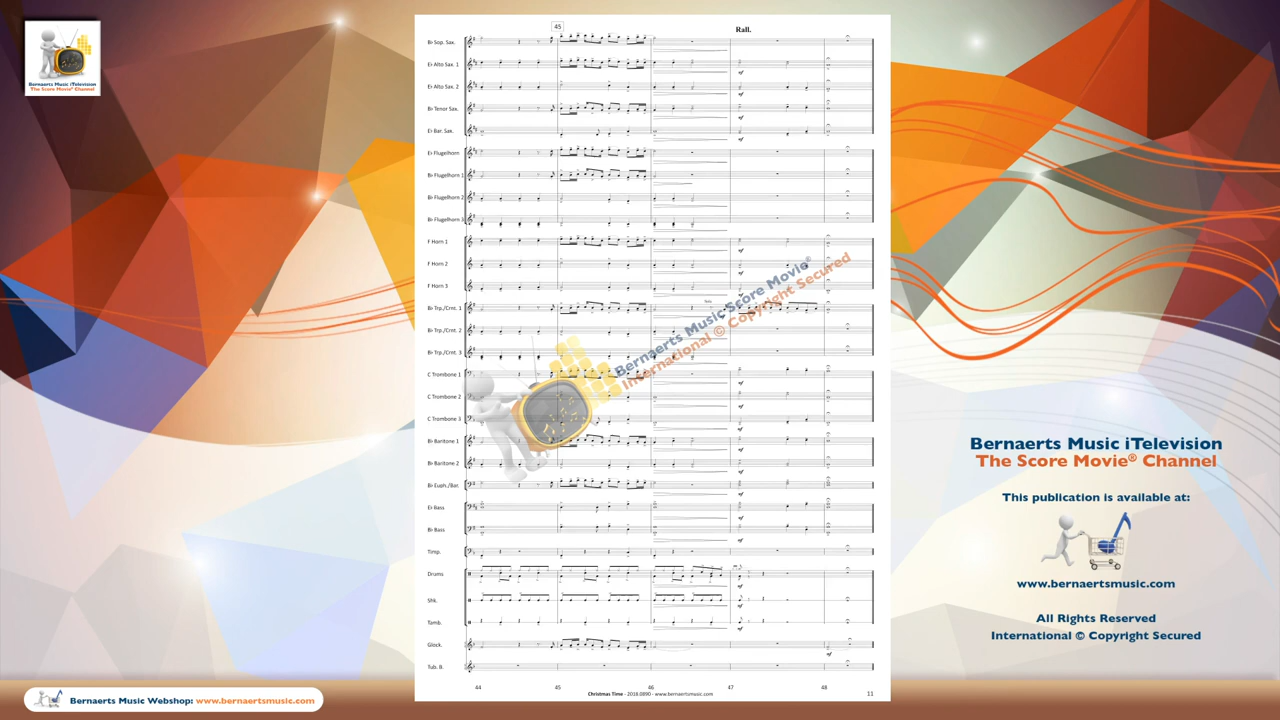 Bernaerts Music iTelevision
The Score Movie® Channel
45
Rall.
B♭ Sop. Sax.
E♭ Alto Sax. 1
E♭ Alto Sax. 2
B♭ Tenor Sax.
E♭ Bar. Sax.
E♭ Flugelhorn
B♭ Flugelhorn 1
B♭ Flugelhorn 2
B♭ Flugelhorn 3
F Horn 1
F Horn 2
F Horn 3
B♭ Trp./Crnt. 1
B♭ Trp./Crnt. 2
B♭ Trp./Crnt. 3
C Trombone 1
C Trombone 2
C Trombone 3
B♭ Baritone 1
B♭ Baritone 2
B♭ Euph./Bar.
E♭ Bass
B♭ Bass
Timp.
Drums
Shk.
Tamb.
Glock.
Tub. B.
44 45 46 47 48
Christmas Time - 2018.0890 - www.bernaertsmusic.com
11
Bernaerts Music Score Movie®
International © Copyright Secured
Bernaerts Music iTelevision
The Score Movie® Channel
This publication is available at:
www.bernaertsmusic.com
All Rights Reserved
International © Copyright Secured
Bernaerts Music Webshop: www.bernaertsmusic.com